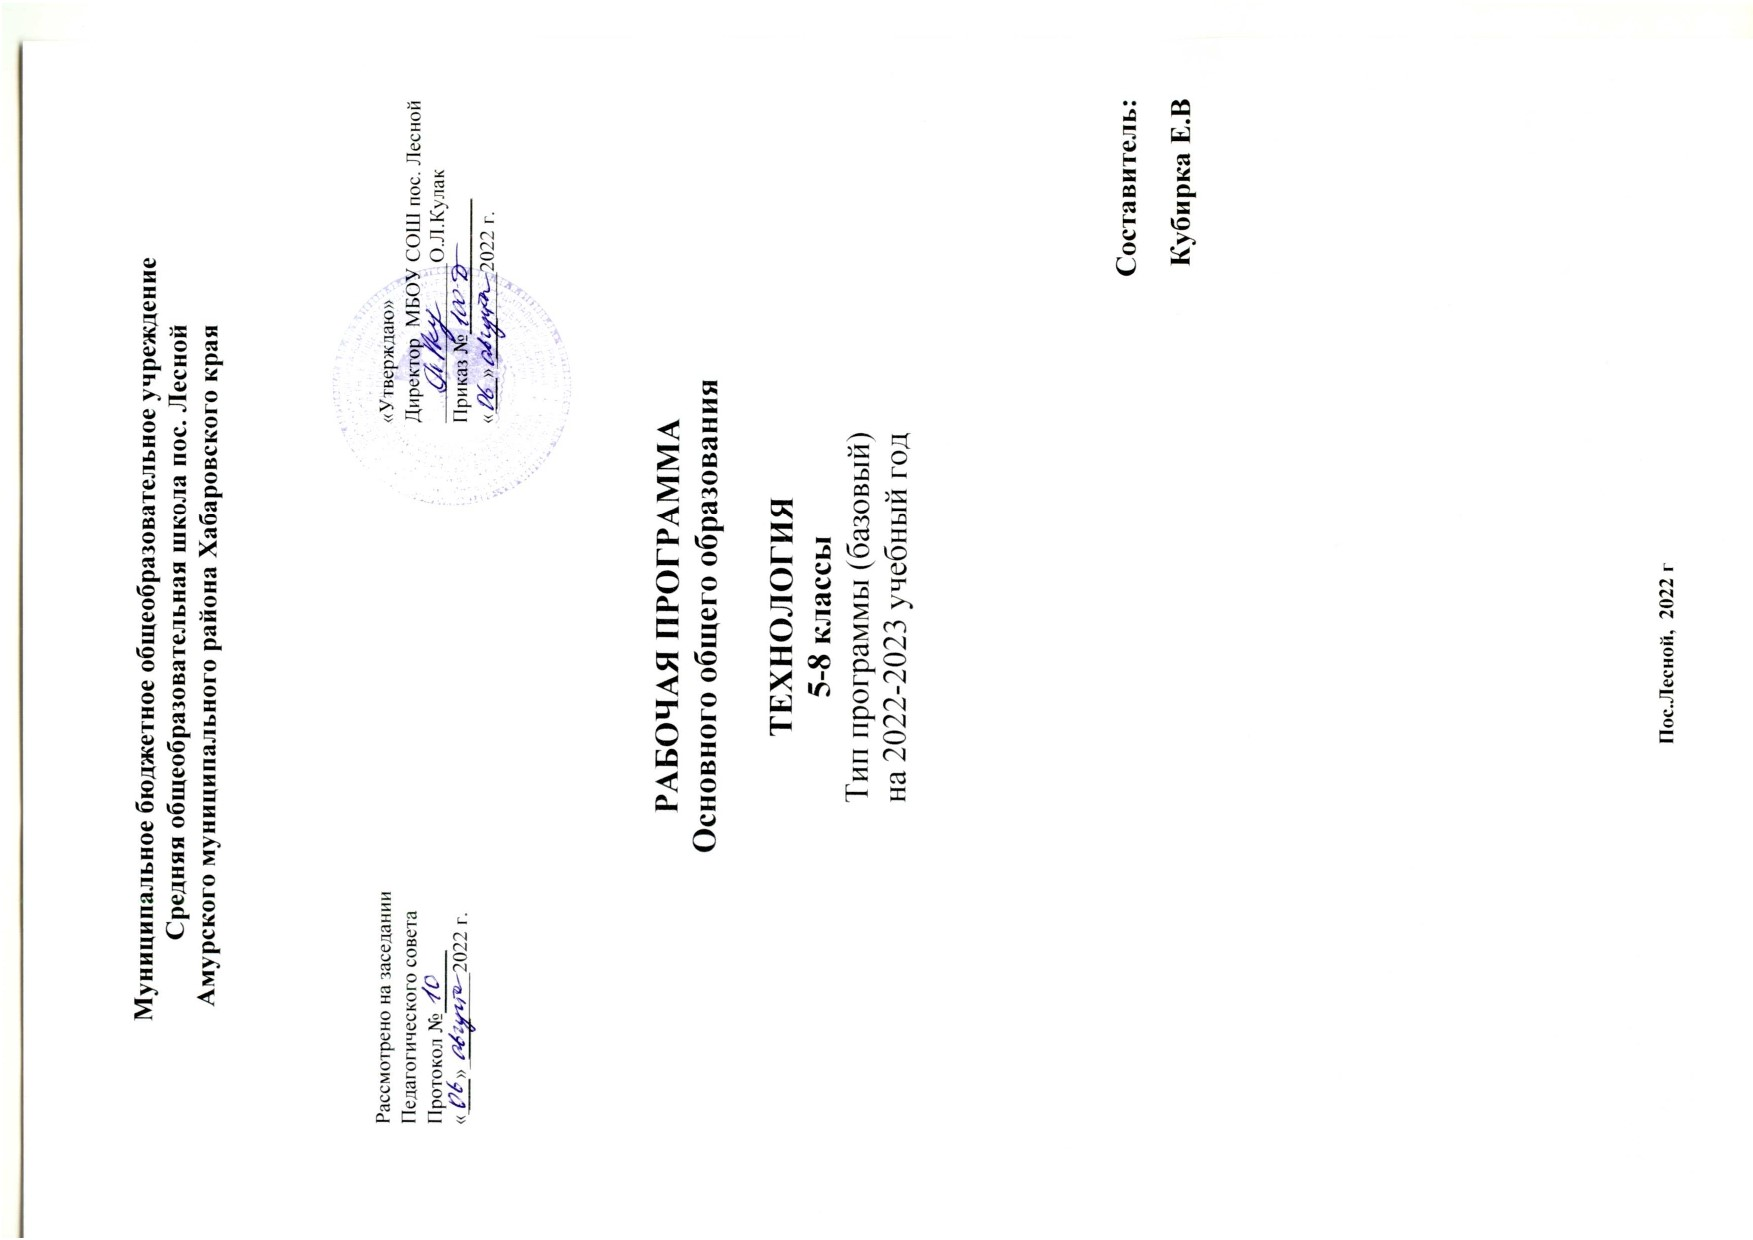 Муниципальное бюджетное общеобразовательное учреждение
Средняя общеобразовательная школа пос. Лесной
Амурского муниципального района Хабаровского края
Рассмотрено на заседании
Педагогического совета
Протокол № 10
«06» августа 2022 г.
«Утверждаю»
Директор МБОУ СОШ пос. Лесной
О.Л.Кулак
Приказ № 100-Д
«06» августа 2022 г.
РАБОЧАЯ ПРОГРАММА
Основного общего образования
ТЕХНОЛОГИЯ
5-8 классы
Тип программы (базовый)
на 2022-2023 учебный год
Составитель:
Кубирка Е.В
Пос.Лесной, 2022 г